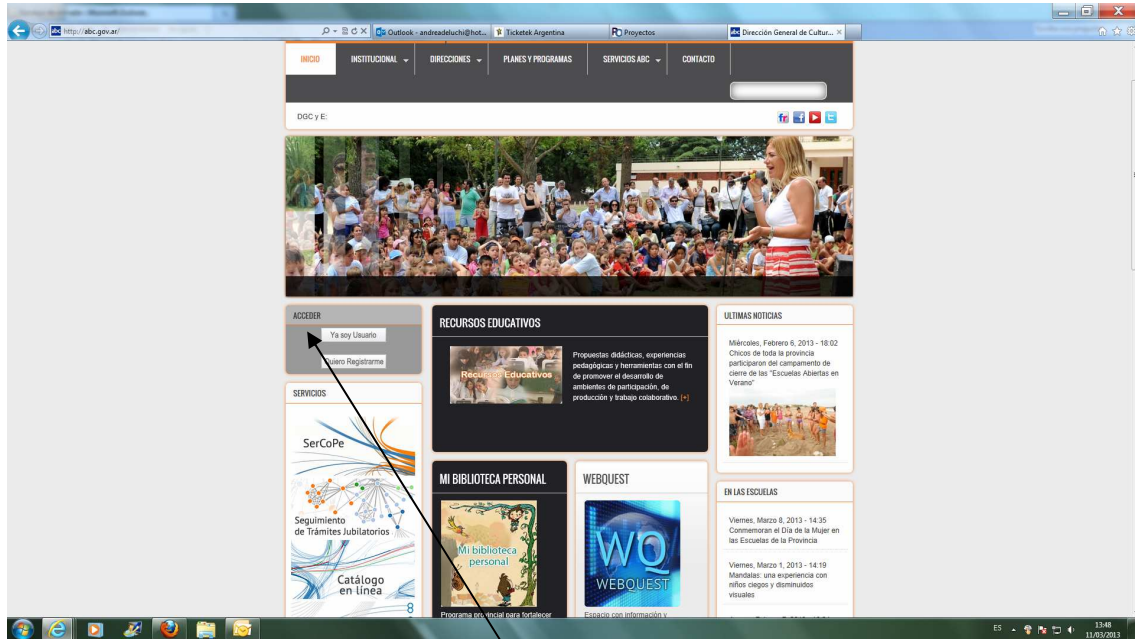 http://abc.gov.ar/
Outlook - andreadeluchi@hot...
Ticketek Argentina
Proyectos
Dirección General de Cultur...
INICIO
INSTITUCIONAL
DIRECCIONES
PLANES Y PROGRAMAS
SERVICIOS ABC
CONTACTO
DGC y E:
ACCEDER
Ya soy Usuario
Quiero Registrarme
SERVICIOS
SerCoPe
Seguimiento
de Trámites Jubilatorios
Catálogo
en línea
RECURSOS EDUCATIVOS
Recursos Educativos
Propuestas didácticas, experiencias
pedagógicas y herramientas con el fin
de promover el desarrollo de
ambientes de participación, de
producción y trabajo colaborativo. [+]
MI BIBLIOTECA PERSONAL
Mi biblioteca
personal
Programa provincial para fortalecer
WEBQUEST
WQ
WEBQUEST
Espacio con información y
ULTIMAS NOTICIAS
Miércoles, Febrero 6, 2013 - 18:02
Chicos de toda la provincia
participaron del campamento de
cierre de las "Escuelas Abiertas en
Verano"
EN LAS ESCUELAS
Viernes, Marzo 8, 2013 - 14:35
Conmemoran el Día de la Mujer en
las Escuelas de la Provincia
Viernes, Marzo 1, 2013 - 14:19
Mandalas: una experiencia con
niños ciegos y disminuidos
visuales
ES
13:48
11/03/2013